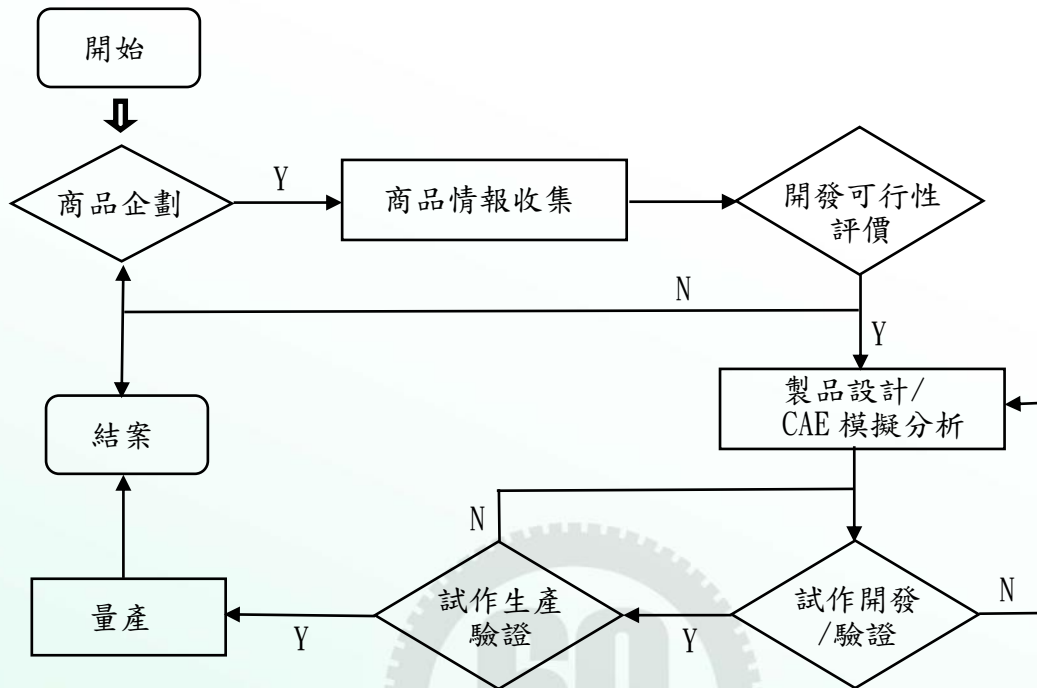 開始
商品企劃
Y
商品情報收集
開發可行性
評價
N
Y
製品設計/
CAE 模擬分析
結案
N
試作生產
驗證
試作開發
/驗證
N
量產
Y
Y